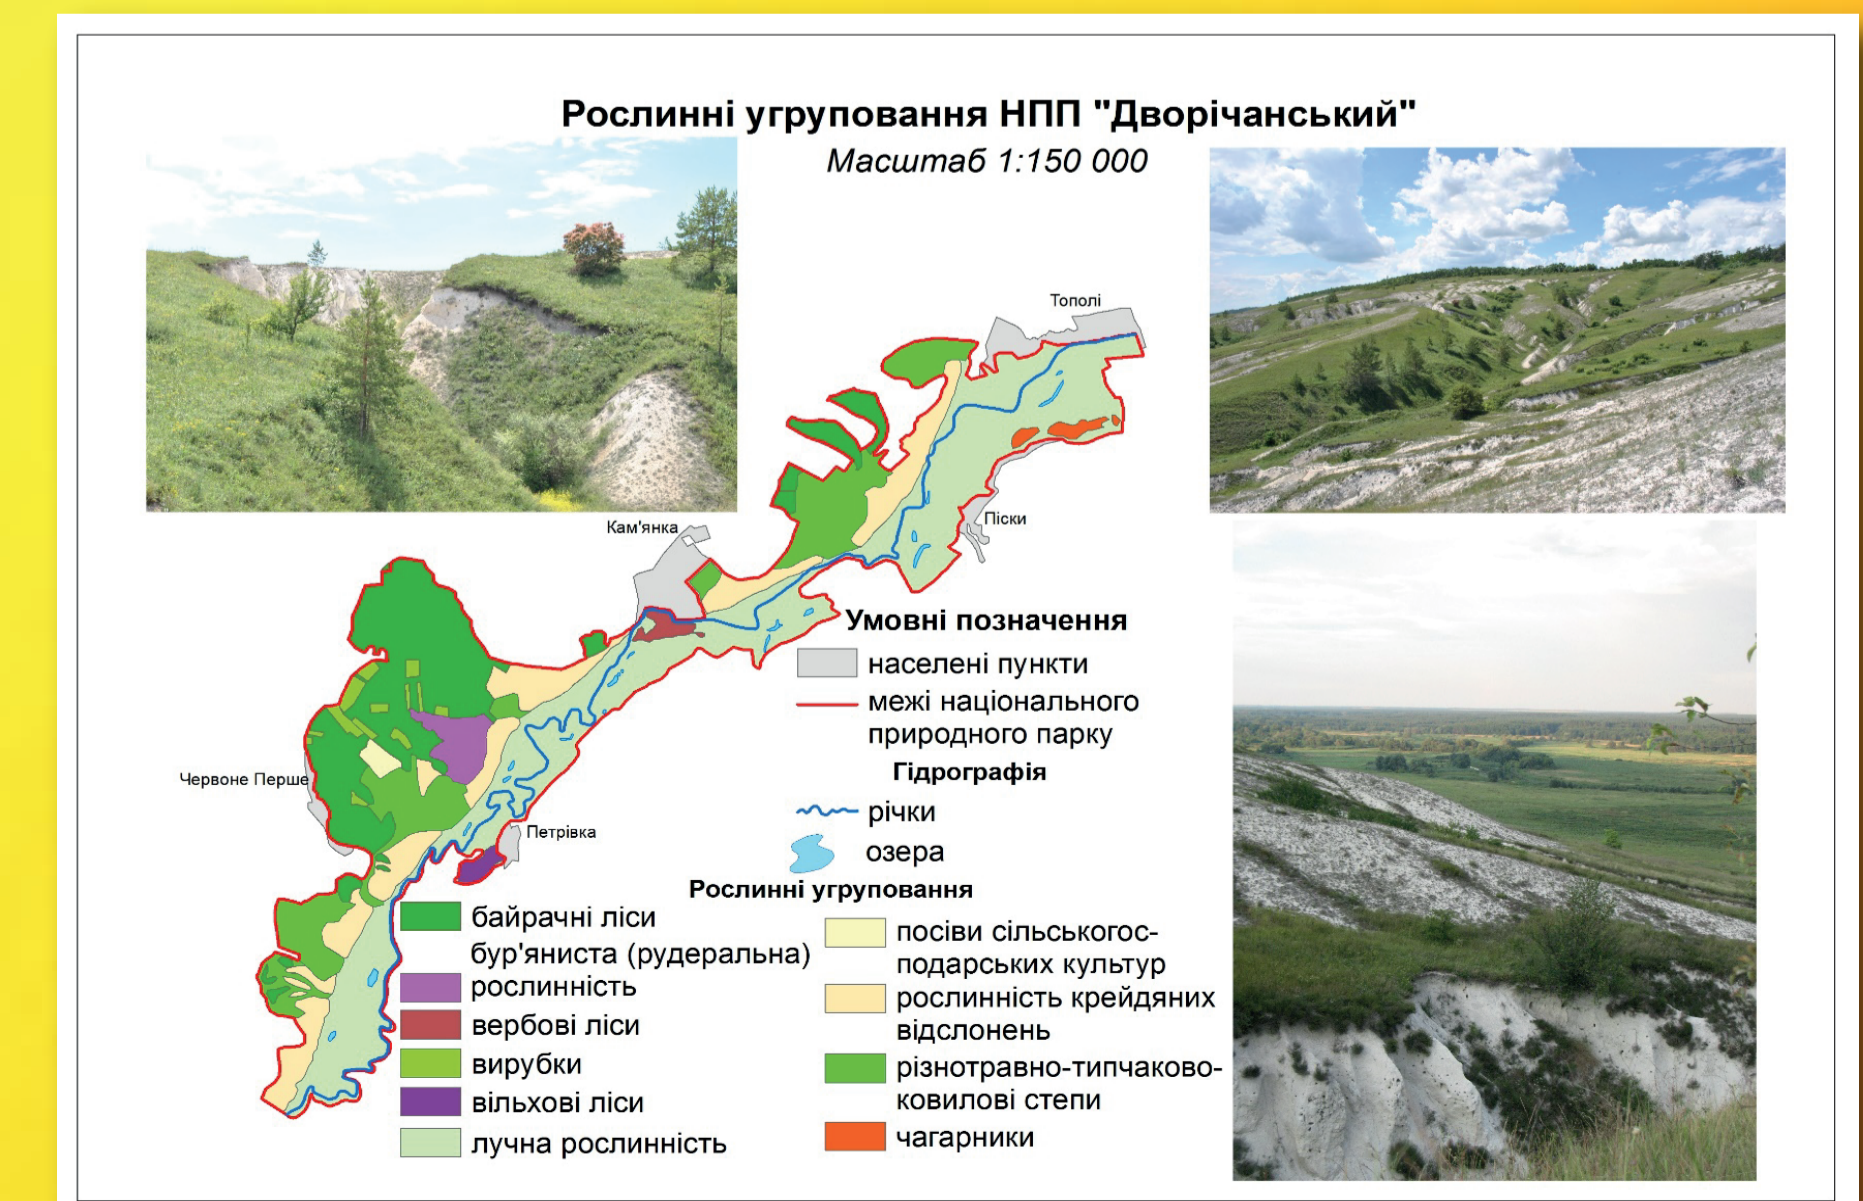 Рослинні угруповання НПП "Дворічанський"
Масштаб 1:150 000
Тополі
Піски
Кам'янка
Червоне Перше
Петрівка
Умовні позначення
населені пункти
межі національного
природного парку
Гідрографія
річки
озера
Рослинні угруповання
байрачні ліси
бур'яниста (рудеральна)
рослинність
вербові ліси
вирубки
вільхові ліси
лучна рослинність
посіви сільськогос-
подарських культур
рослинність крейдяних
відслонень
різнотравно-типчаково-
ковилові степи
чагарники